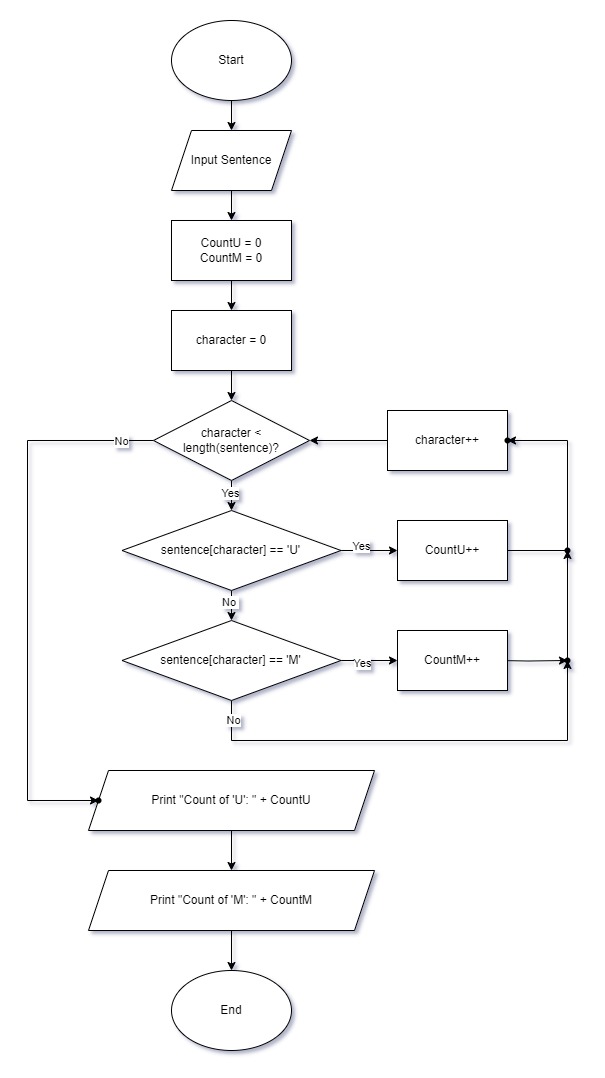 Start
Input Sentence
CountU = 0
CountM = 0
character = 0
character <
length(sentence)?
No
character++
Yes
sentence[character] == 'U'
Yes
CountU++
No
sentence[character] == 'M'
Yes
CountM++
No
Print "Count of 'U': " + CountU
Print "Count of 'M': " + CountM
End